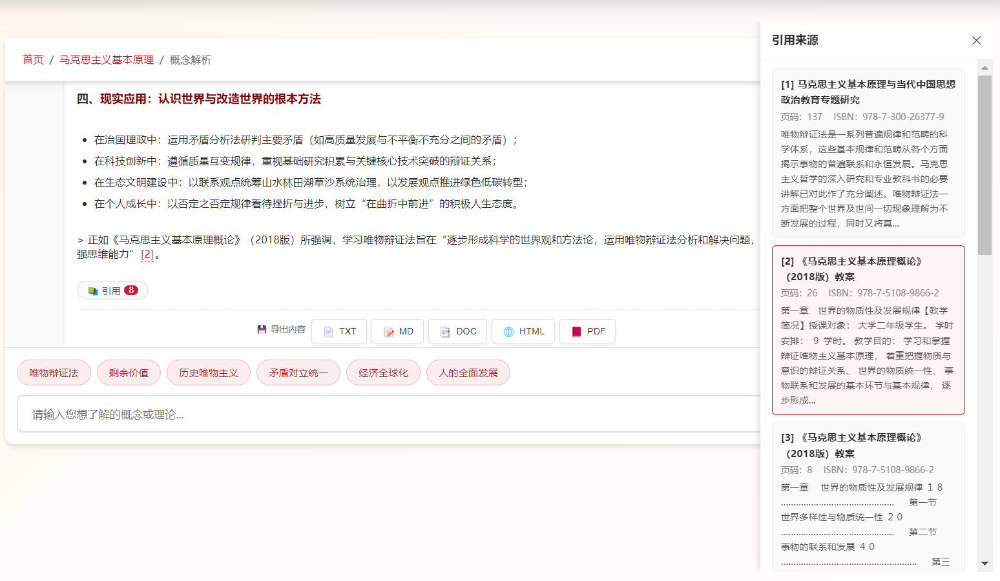 首页 / 马克思主义基本原理 / 概念解析
四、现实应用：认识世界与改造世界的根本方法
在治国理政中：运用矛盾分析法研判主要矛盾（如高质量发展与不平衡不充分之间的矛盾）；
在科技创新中：遵循质量互变规律，重视基础研究积累与关键核心技术突破的辩证关系；
在生态文明建设中：以联系观点统筹山水林田湖草沙系统治理，以发展观点推进绿色低碳转型；
在个人成长中：以否定之否定规律看待挫折与进步，树立“在曲折中前进”的积极人生态度。
> 正如《马克思主义基本原理概论》（2018版）所强调，学习唯物辩证法旨在“逐步形成科学的世界观和方法论，运用唯物辩证法分析和解决问题，
强思维能力” [2]。
引用 8
导出内容 TXT MD DOC HTML PDF
唯物辩证法 剩余价值 历史唯物主义 矛盾对立统一 经济全球化 人的全面发展
请输入您想了解的概念或理论...
引用来源
[1] 马克思主义基本原理与当代中国思想
政治教育专题研究
页码：137 ISBN：978-7-300-26377-9
唯物辩证法是一系列普遍规律和范畴的科
学体系，这些基本规律和范畴从各个方面
揭示事物的普遍联系和永恒发展。马克思
主义哲学的深入研究和专业教科书的必要
讲解已对此作了充分阐述。唯物辩证法一
方面把整个世界及世间一切现象理解为不
断发展的过程，同时又将真...
[2] 《马克思主义基本原理概论》
（2018版）教案
页码：26 ISBN：978-7-5108-9866-2
第一章 世界的物质性及发展规律【教学
简况】授课对象： 大学二年级学生。 学时
安排： 9 学时。 教学目的： 学习和掌握
辩证唯物主义基本原理， 着重把握物质与
意识的辩证关系、 世界的物质统一性、 事
物联系和发展的基本环节与基本规律， 逐
步形成...
[3] 《马克思主义基本原理概论》
（2018版）教案
页码：8 ISBN：978-7-5108-9866-2
第一章 世界的物质性及发展规律 1 8
............................................. 第一节
世界多样性与物质统一性 2 0
............................................. 第二节
事物的联系和发展 4 0
...................................................... 第三